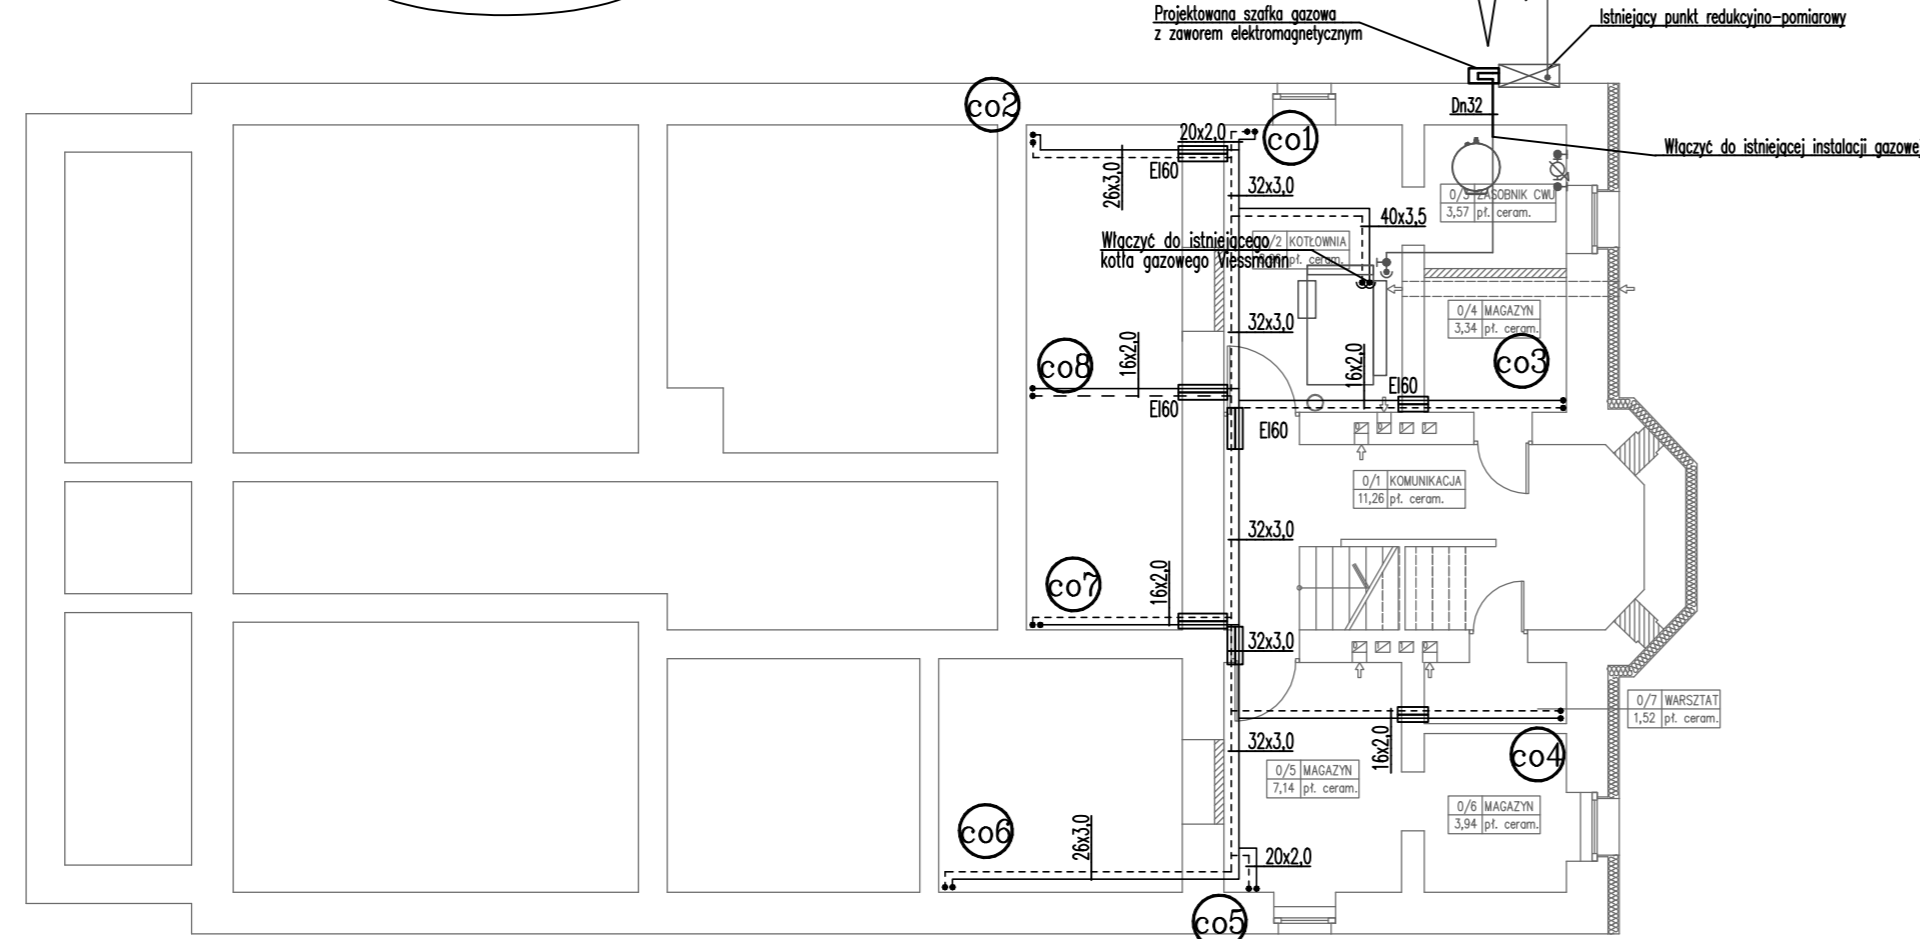 Projektowana szafka gazowa
z zaworem elektromagnetycznym
Istniejący punkt redukcyjno-pomiarowy
co2
Dn32
20x2,0
co1
Włączyć do istniejącej instalacji gazowe
EI60
26x3,0
32x3,0
0/3 ZASOBNIK CWU
3,57 pł. ceram.
40x3,5
Włączyć do istniejącego
kotła gazowego Viessmann
0/2 KOTŁOWNIA
pł. ceram.
0/4 MAGAZYN
3,34 pł. ceram.
32x3,0
co8
16x2,0
16x2,0
co3
EI60
EI60
EI60
0/1 KOMUNIKACJA
11,26 pł. ceram.
32x3,0
co7
16x2,0
32x3,0
0/7 WARSZTAT
1,52 pł. ceram.
32x3,0
16x2,0
co4
0/5 MAGAZYN
7,14 pł. ceram.
0/6 MAGAZYN
3,94 pł. ceram.
co6
26x3,0
20x2,0
co5